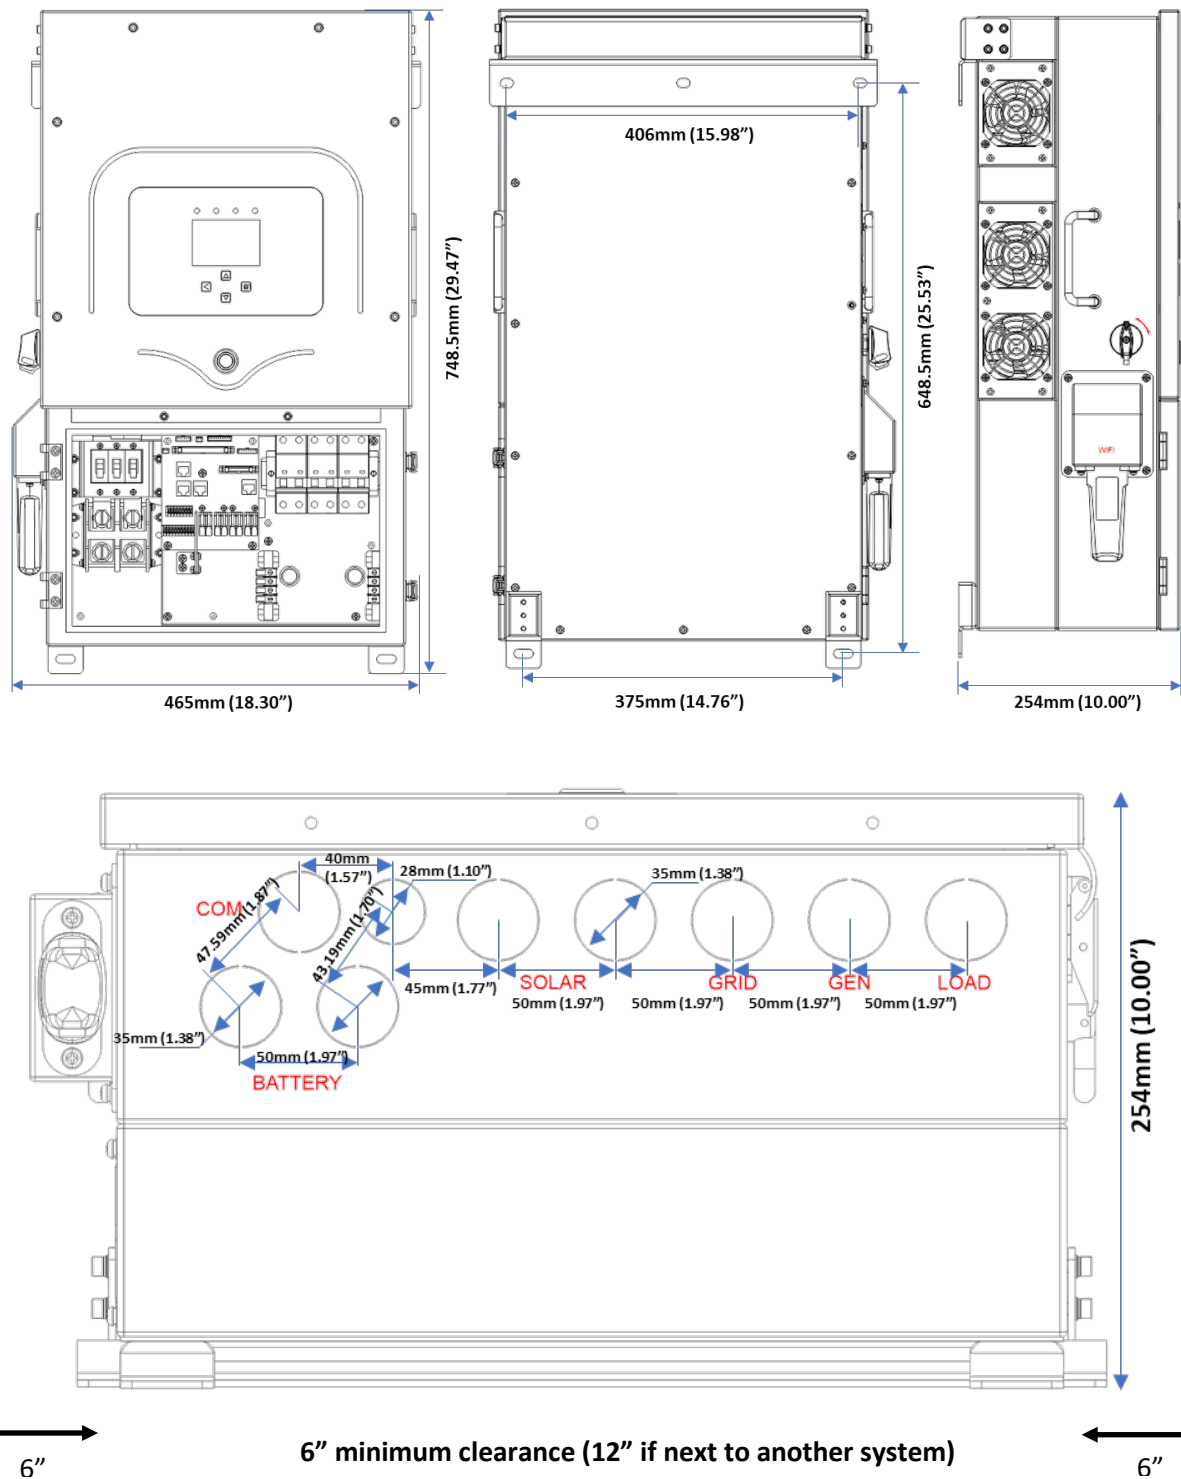 406mm (15.98”)
748.5mm (29.47”)
648.5mm (25.53”)
WIFI
465mm (18.30”)
375mm (14.76”)
254mm (10.00”)
40mm
(1.57”)
28mm (1.10”)
35mm (1.38”)
COM
47.59mm (1.87”)
43.19mm (1.70”)
45mm (1.77”)
SOLAR
GRID
GEN
LOAD
50mm (1.97”)
50mm (1.97”)
50mm (1.97”)
50mm (1.97”)
35mm (1.38”)
50mm (1.97”)
BATTERY
254mm (10.00”)
6” minimum clearance (12” if next to another system)
6”
6”